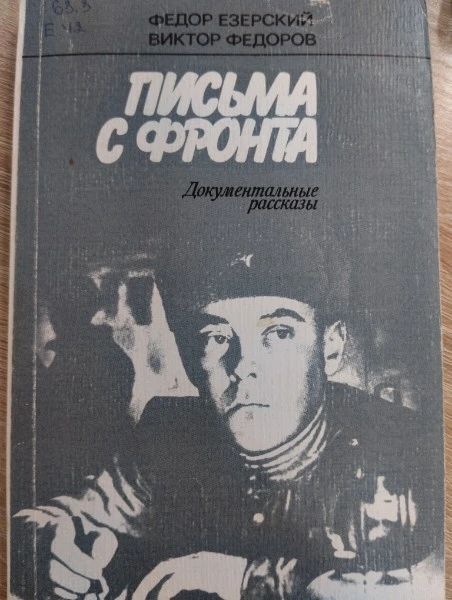 63.3
Е 42
ФЕДОР ЕЗЕРСКИЙ
ВИКТОР ФЕДОРОВ
ПИСЬМА
С ФРОНТА
Документальные
рассказы